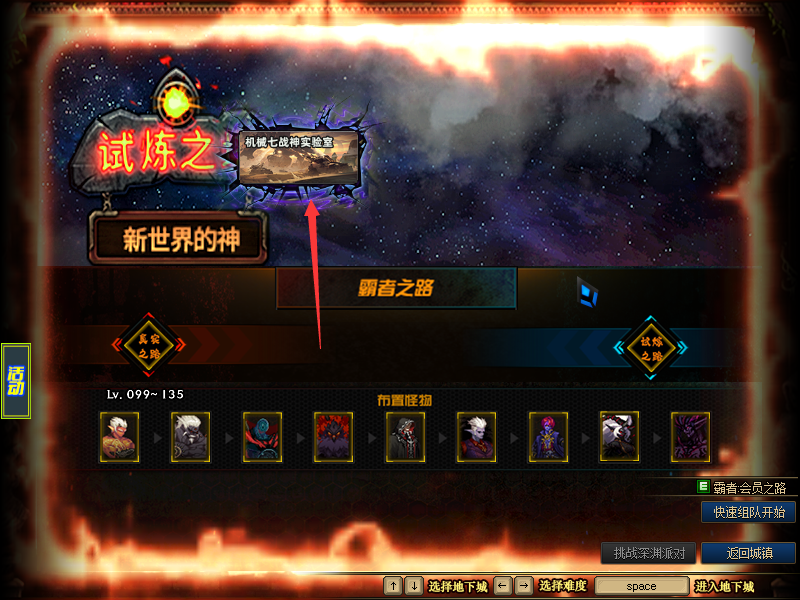 试炼之
机械七战神实验室
新世界的神
霸者之路
真实
之路
试炼
之路
活动
Lv. 099~135
布置怪物
E 霸者:会员之路
快速组队开始
挑战深渊派对
返回城镇
↑ ↓ 选择地下城 ← → 选择难度 space 进入地下城